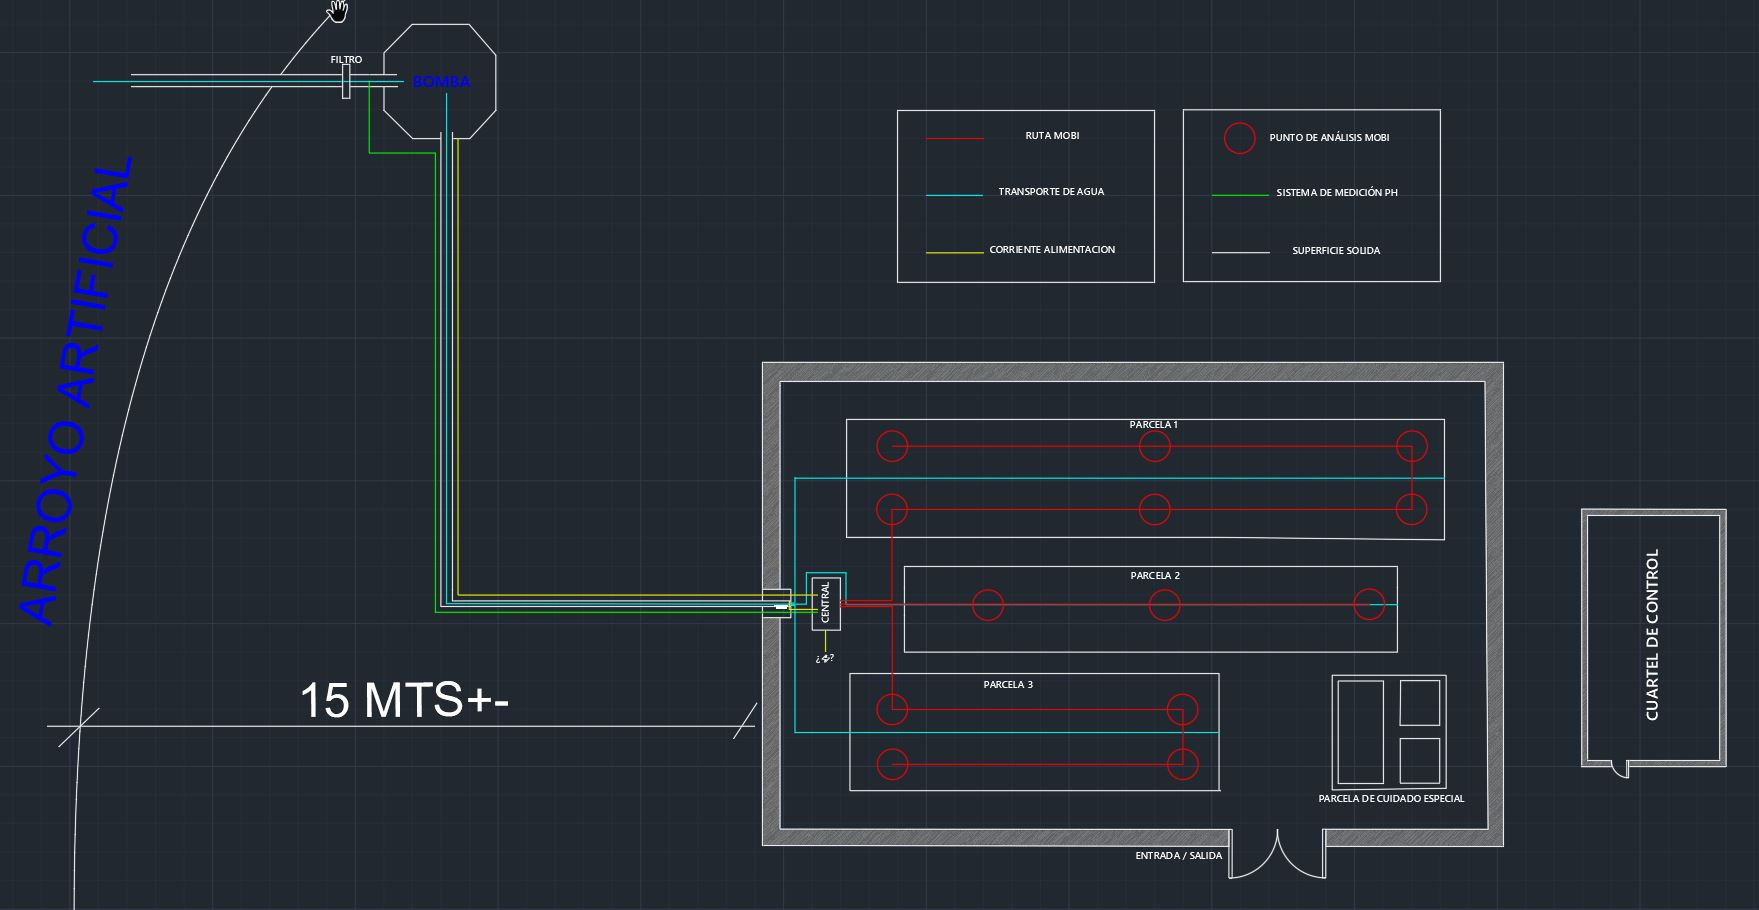 FILTRO
BOMBA
ARROYO ARTIFICIAL
RUTA MOBI
TRANSPORTE DE AGUA
CORRIENTE ALIMENTACION
PUNTO DE ANÁLISIS MOBI
SISTEMA DE MEDICIÓN PH
SUPERFICIE SOLIDA
PARCELA 1
PARCELA 2
CENTRAL
PARCELA 3
15 MTS+-
PARCELA DE CUIDADO ESPECIAL
ENTRADA / SALIDA
CUARTEL DE CONTROL